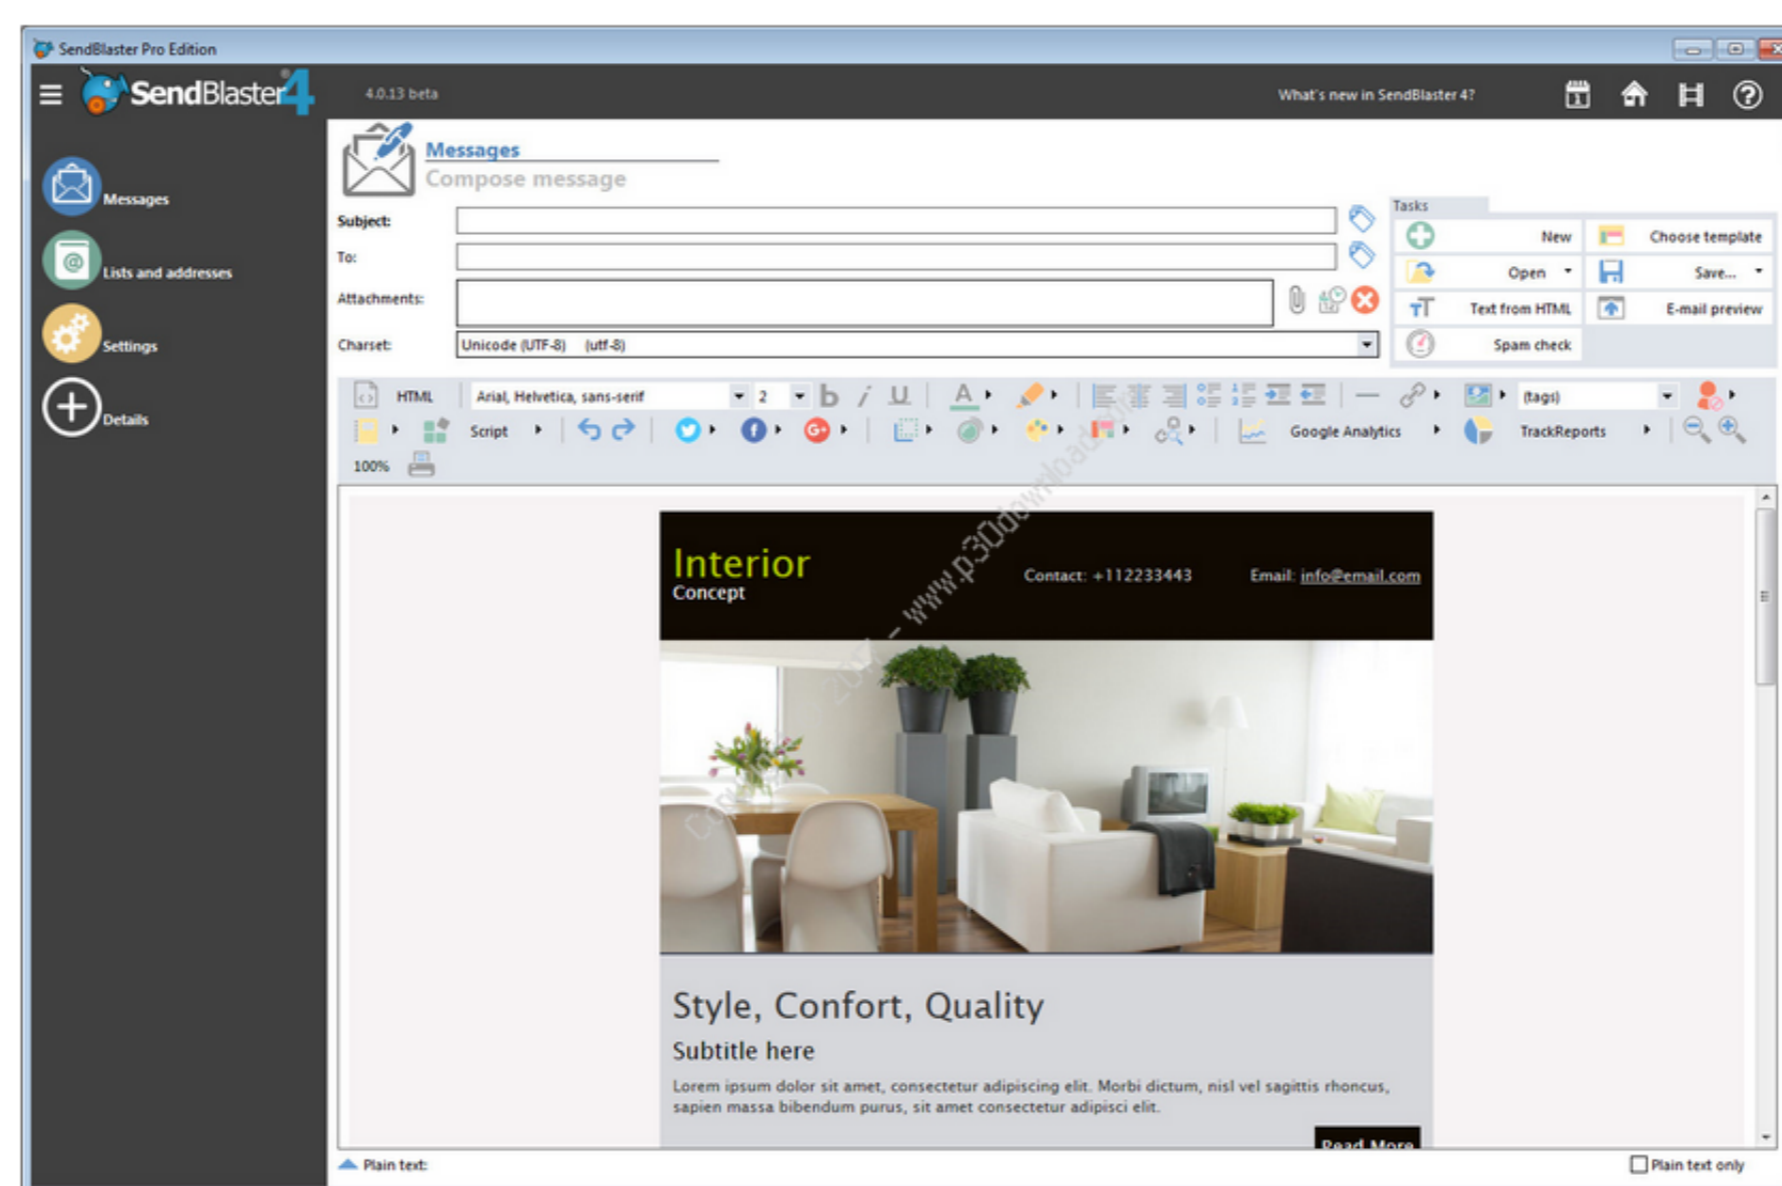 SendBlaster Pro Edition
SendBlaster 4
4.0.13 beta
What's new in SendBlaster 4?
Messages
Lists and addresses
Settings
Details
Messages
Compose message
Subject:
To:
Attachments:
Charset:
Unicode (UTF-8) (utf-8)
Tasks
New
Choose template
Open
Save...
Text from HTML
E-mail preview
Spam check
HTML
Arial, Helvetica, sans-serif
2
b i U
A
(tags)
Script
Google Analytics
TrackReports
100%
Interior
Concept
Contact: +112233443
Email: info@email.com
Style, Confort, Quality
Subtitle here
Lorem ipsum dolor sit amet, consectetur adipiscing elit. Morbi dictum, nisl vel sagittis rhoncus,
sapien massa bibendum purus, sit amet consectetur adipisci elit.
Read More
Plain text:
Plain text only
www.p30download.com